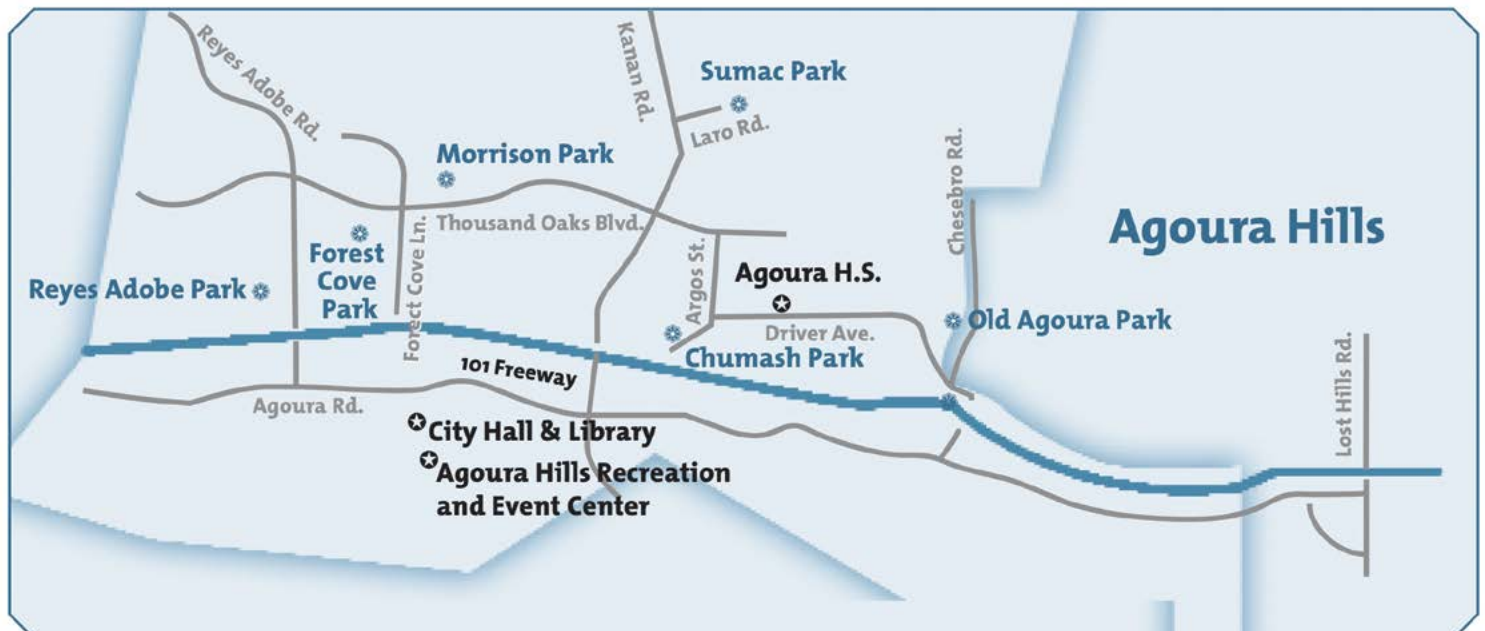 Reyes Adobe Rd.
Kanan Rd.
Sumac Park
Laro Rd.
Morrison Park
Chesebro Rd.
Thousand Oaks Blvd.
Agoura Hills
Forest
Cove
Park
Forect Cove Ln.
Argos St.
Agoura H.S.
Reyes Adobe Park
Old Agoura Park
Driver Ave.
Chumash Park
101 Freeway
Lost Hills Rd.
Agoura Rd.
City Hall & Library
Agoura Hills Recreation
and Event Center